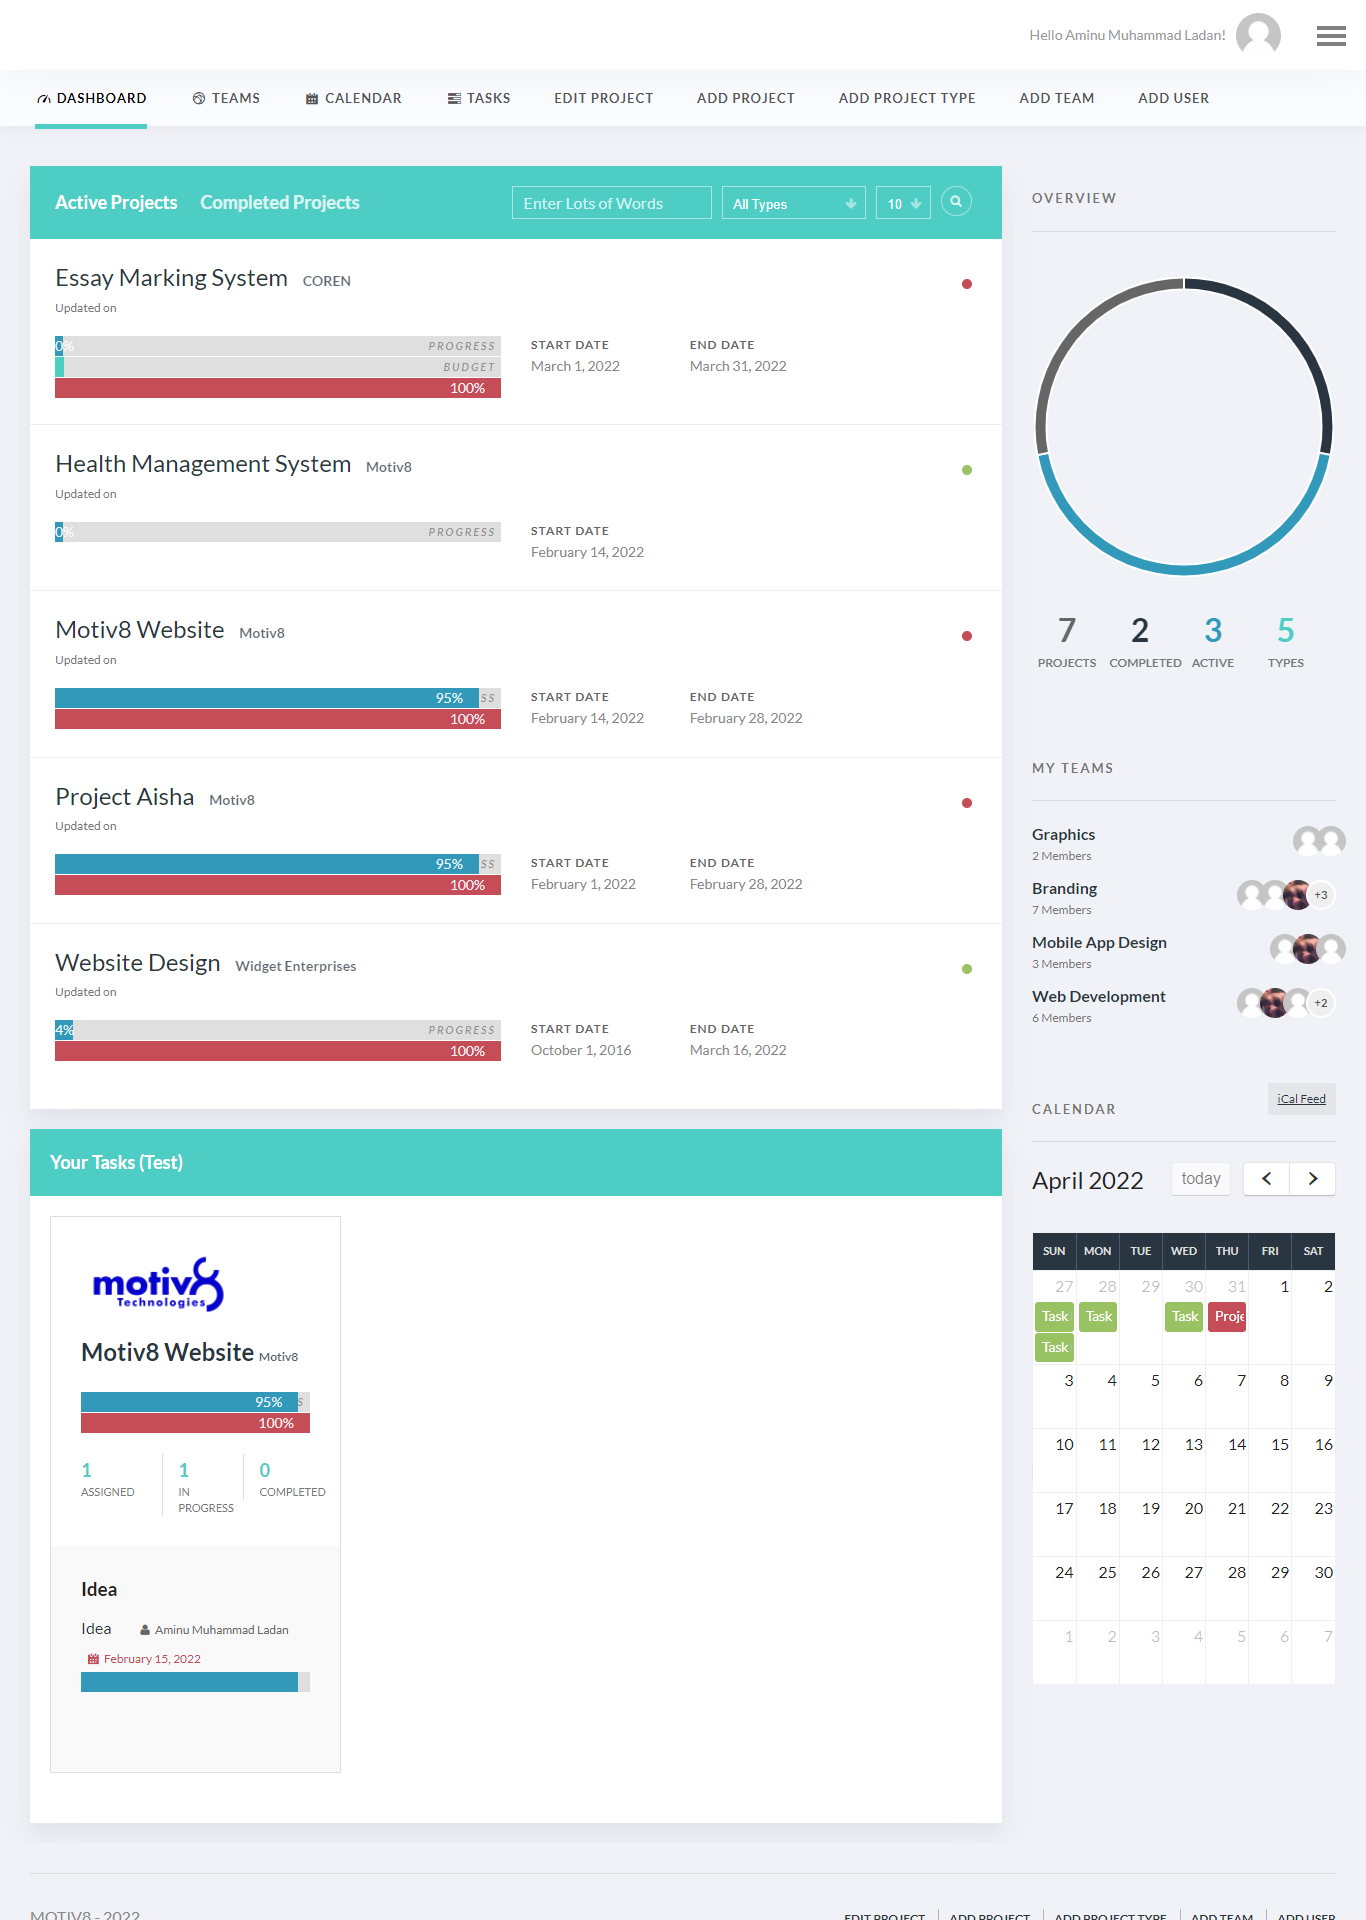 Hello Aminu Muhammad Ladan!
DASHBOARD TEAMS CALENDAR TASKS EDIT PROJECT ADD PROJECT ADD PROJECT TYPE ADD TEAM ADD USER
Active Projects Completed Projects Enter Lots of Words All Types 10
Essay Marking System COREN
Updated on
0% PROGRESS
BUDGET
100%
START DATE END DATE
March 1, 2022 March 31, 2022
Health Management System Motiv8
Updated on
0% PROGRESS
START DATE
February 14, 2022
Motiv8 Website Motiv8
Updated on
95% SS
100%
START DATE END DATE
February 14, 2022 February 28, 2022
Project Aisha Motiv8
Updated on
95% SS
100%
START DATE END DATE
February 1, 2022 February 28, 2022
Website Design Widget Enterprises
Updated on
4% PROGRESS
100%
START DATE END DATE
October 1, 2016 March 16, 2022
Your Tasks (Test)
motiv8
Technologies
Motiv8 Website Motiv8
95% S
100%
1 1 0
ASSIGNED IN PROGRESS COMPLETED
Idea
Idea Aminu Muhammad Ladan
February 15, 2022
OVERVIEW
7 2 3 5
PROJECTS COMPLETED ACTIVE TYPES
MY TEAMS
Graphics
2 Members
Branding
7 Members +3
Mobile App Design
3 Members
Web Development
6 Members +2
CALENDAR iCal Feed
April 2022 today
SUN MON TUE WED THU FRI SAT
27 28 29 30 31 1 2
Task Task Task Proje
Task
3 4 5 6 7 8 9
10 11 12 13 14 15 16
17 18 19 20 21 22 23
24 25 26 27 28 29 30
1 2 3 4 5 6 7
MOTIV8 - 2022 EDIT PROJECT ADD PROJECT ADD PROJECT TYPE ADD TEAM ADD USER